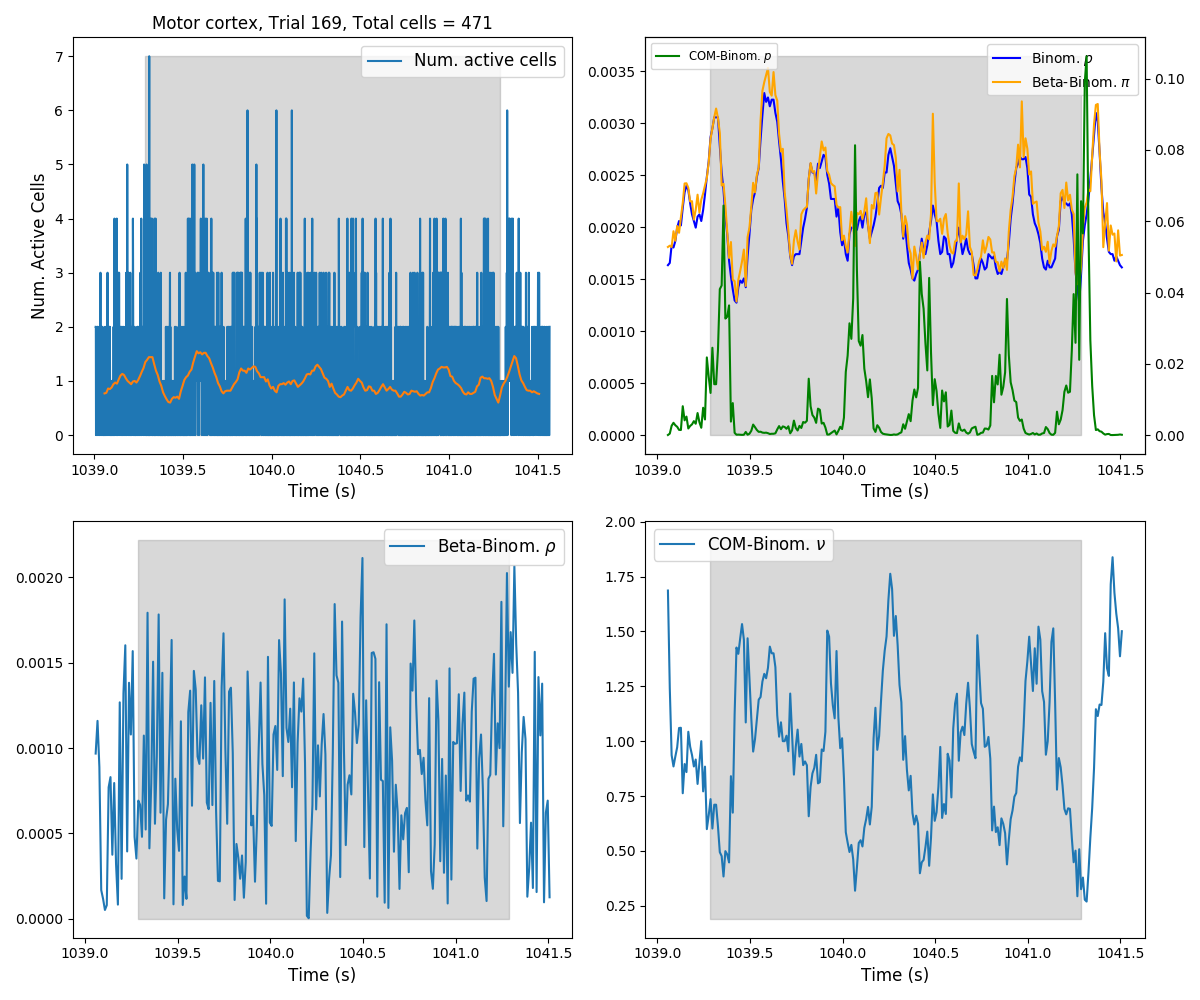 Motor cortex, Trial 169, Total cells = 471
Num. active cells
Num. Active Cells
7
6
5
4
3
2
1
0
1039.0 1039.5 1040.0 1040.5 1041.0 1041.5
Time (s)
COM-Binom. p
Binom. p
Beta-Binom. π
0.0035
0.0030
0.0025
0.0020
0.0015
0.0010
0.0005
0.0000
0.10
0.08
0.06
0.04
0.02
0.00
1039.0 1039.5 1040.0 1040.5 1041.0 1041.5
Time (s)
Beta-Binom. ρ
0.0020
0.0015
0.0010
0.0005
0.0000
1039.0 1039.5 1040.0 1040.5 1041.0 1041.5
Time (s)
COM-Binom. ν
2.00
1.75
1.50
1.25
1.00
0.75
0.50
0.25
1039.0 1039.5 1040.0 1040.5 1041.0 1041.5
Time (s)